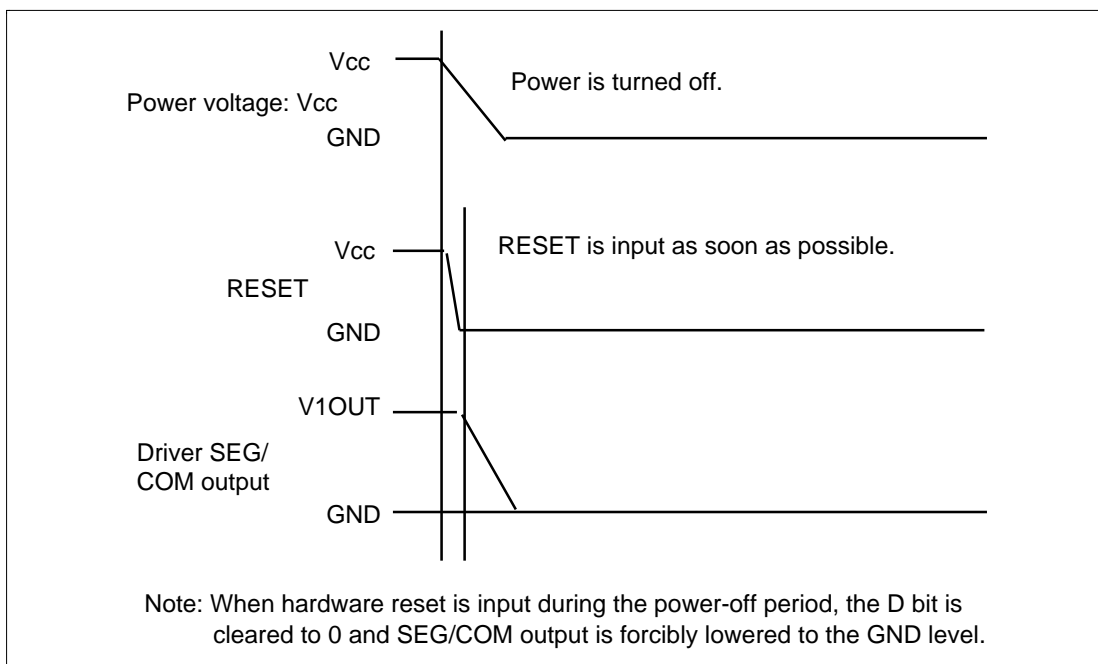 Vcc
Power is turned off.
Power voltage: Vcc
GND
Vcc
RESET is input as soon as possible.
RESET
GND
V1OUT
Driver SEG/
COM output
GND
Note: When hardware reset is input during the power-off period, the D bit is
cleared to 0 and SEG/COM output is forcibly lowered to the GND level.